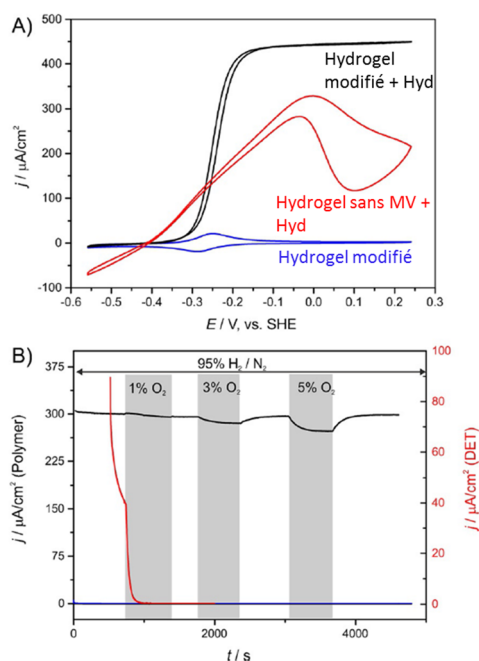 A)
500
400
300
200
100
0
-100
j / µA/cm²
Hydrogel
modifié + Hyd
Hydrogel sans MV +
Hyd
Hydrogel modifié
-0.6 -0.5 -0.4 -0.3 -0.2 -0.1 0.0 0.1 0.2 0.3
E / V, vs. SHE
B)
95% H₂ / N₂
1% O₂ 3% O₂ 5% O₂
375
300
225
150
75
0
j / µA/cm² (Polymer)
100
80
60
40
20
0
j / µA/cm² (DET)
0 2000 4000
t / s